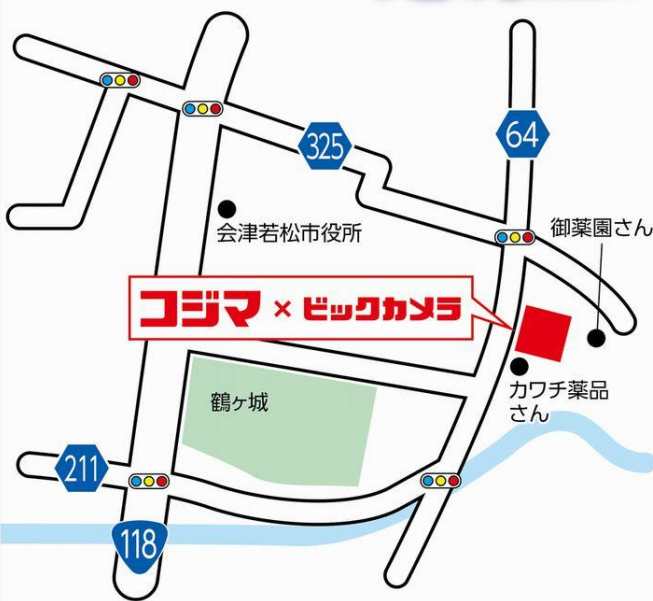 325
64
会津若松市役所
御薬園さん
コジマ×ビックカメラ
カワチ薬品
さん
鶴ヶ城
211
118